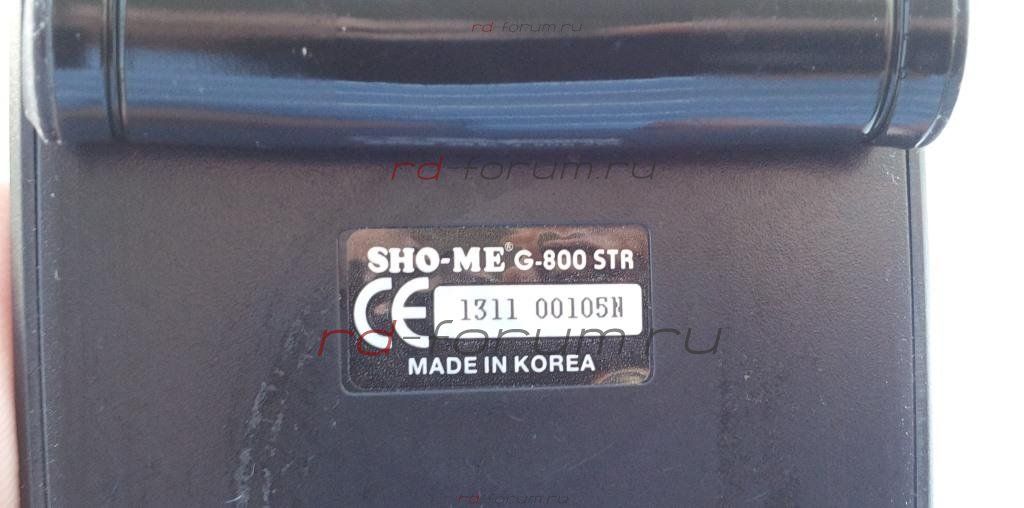 rd-forum.ru
rd-forum.ru
SHO-ME® G-800 STR
CE 1311 00105N
rd-forum.ru
MADE IN KOREA
rd-forum.ru